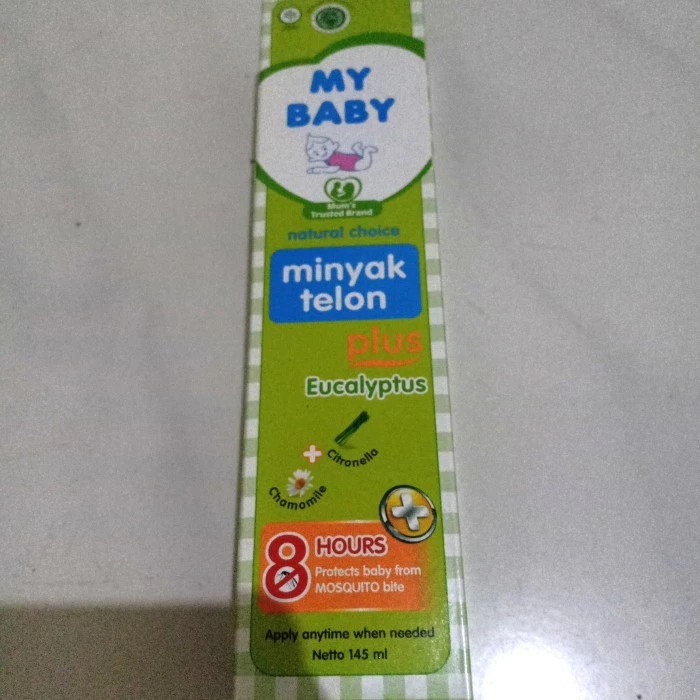 MY
BABY
Mum's
Trusted Brand
natural choice
minyak
telon
plus
Eucalyptus
Citronella
Chamomile
8 HOURS
Protects baby from
MOSQUITO bite
Apply anytime when needed
Netto 145 ml